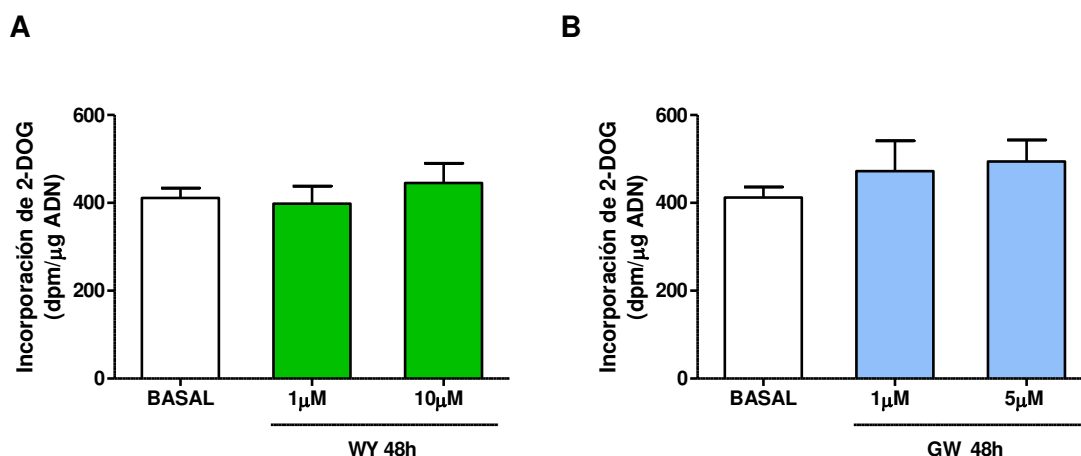 A
Incorporación de 2-DOG
(dpm/μg ADN)
600
400
200
0
BASAL
1μM
10μM
WY 48h
B
Incorporación de 2-DOG
(dpm/μg ADN)
600
400
200
0
BASAL
1μM
5μM
GW 48h